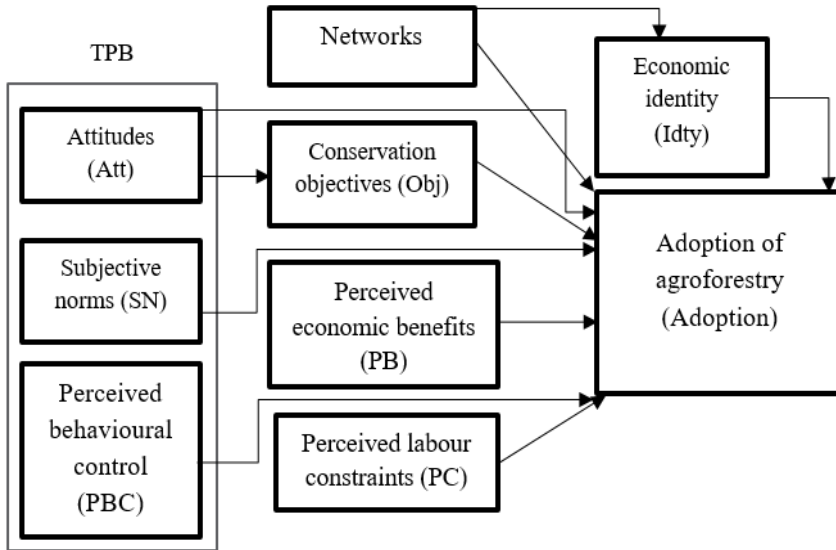 TPB
Attitudes
(Att)
Subjective
norms (SN)
Perceived
behavioural
control
(PBC)
Networks
Conservation
objectives (Obj)
Perceived
economic benefits
(PB)
Perceived labour
constraints (PC)
Economic
identity
(Idty)
Adoption of
agroforestry
(Adoption)